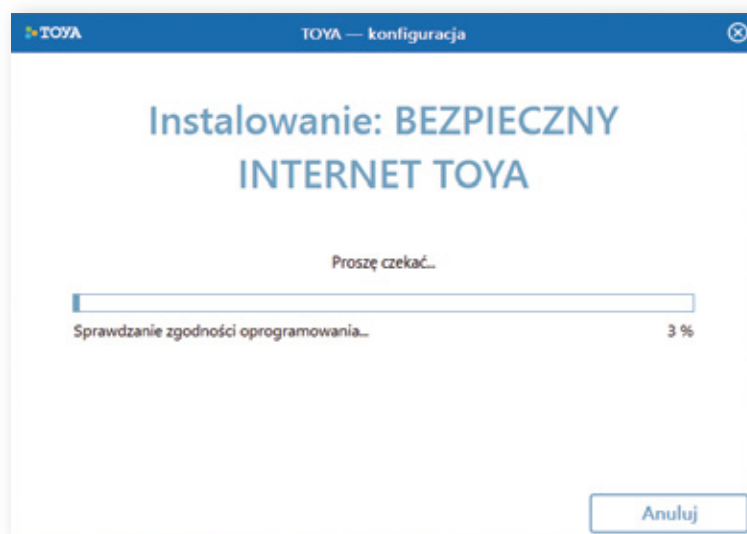 TOYA
TOYA — konfiguracja
Instalowanie: BEZPIECZNY
INTERNET TOYA
Proszę czekać...
Sprawdzanie zgodności oprogramowania...
3 %
Anuluj